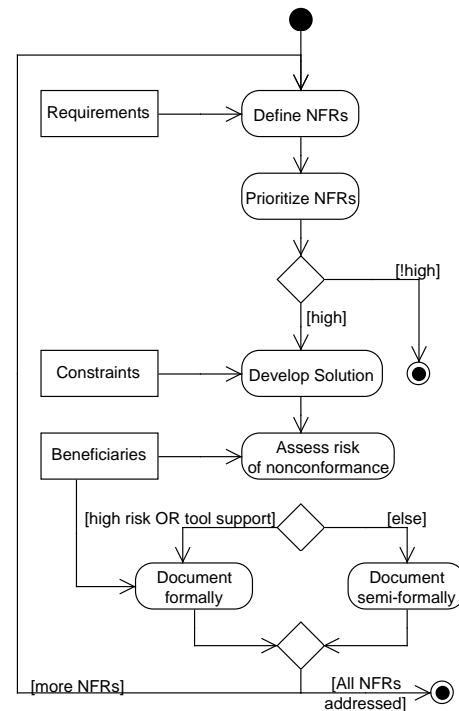 Requirements
Define NFRs
Prioritize NFRs
[!high]
[high]
Constraints
Develop Solution
Beneficiaries
Assess risk
of nonconformance
[high risk OR tool support]
[else]
Document
formally
Document
semi-formally
[more NFRs]
[All NFRs
addressed]